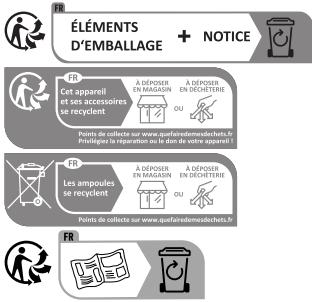 FR
ÉLÉMENTS
D'EMBALLAGE + NOTICE
FR
Cet appareil
et ses accessoires
se recyclent
À DÉPOSER
EN MAGASIN
OU
À DÉPOSER
EN DÉCHÈTERIE
Points de collecte sur www.quefairedemesdechets.fr
Privilégiez la réparation ou le don de votre appareil !
FR
Les ampoules
se recyclent
À DÉPOSER
EN MAGASIN
OU
À DÉPOSER
EN DÉCHÈTERIE
Points de collecte sur www.quefairedemesdechets.fr
FR